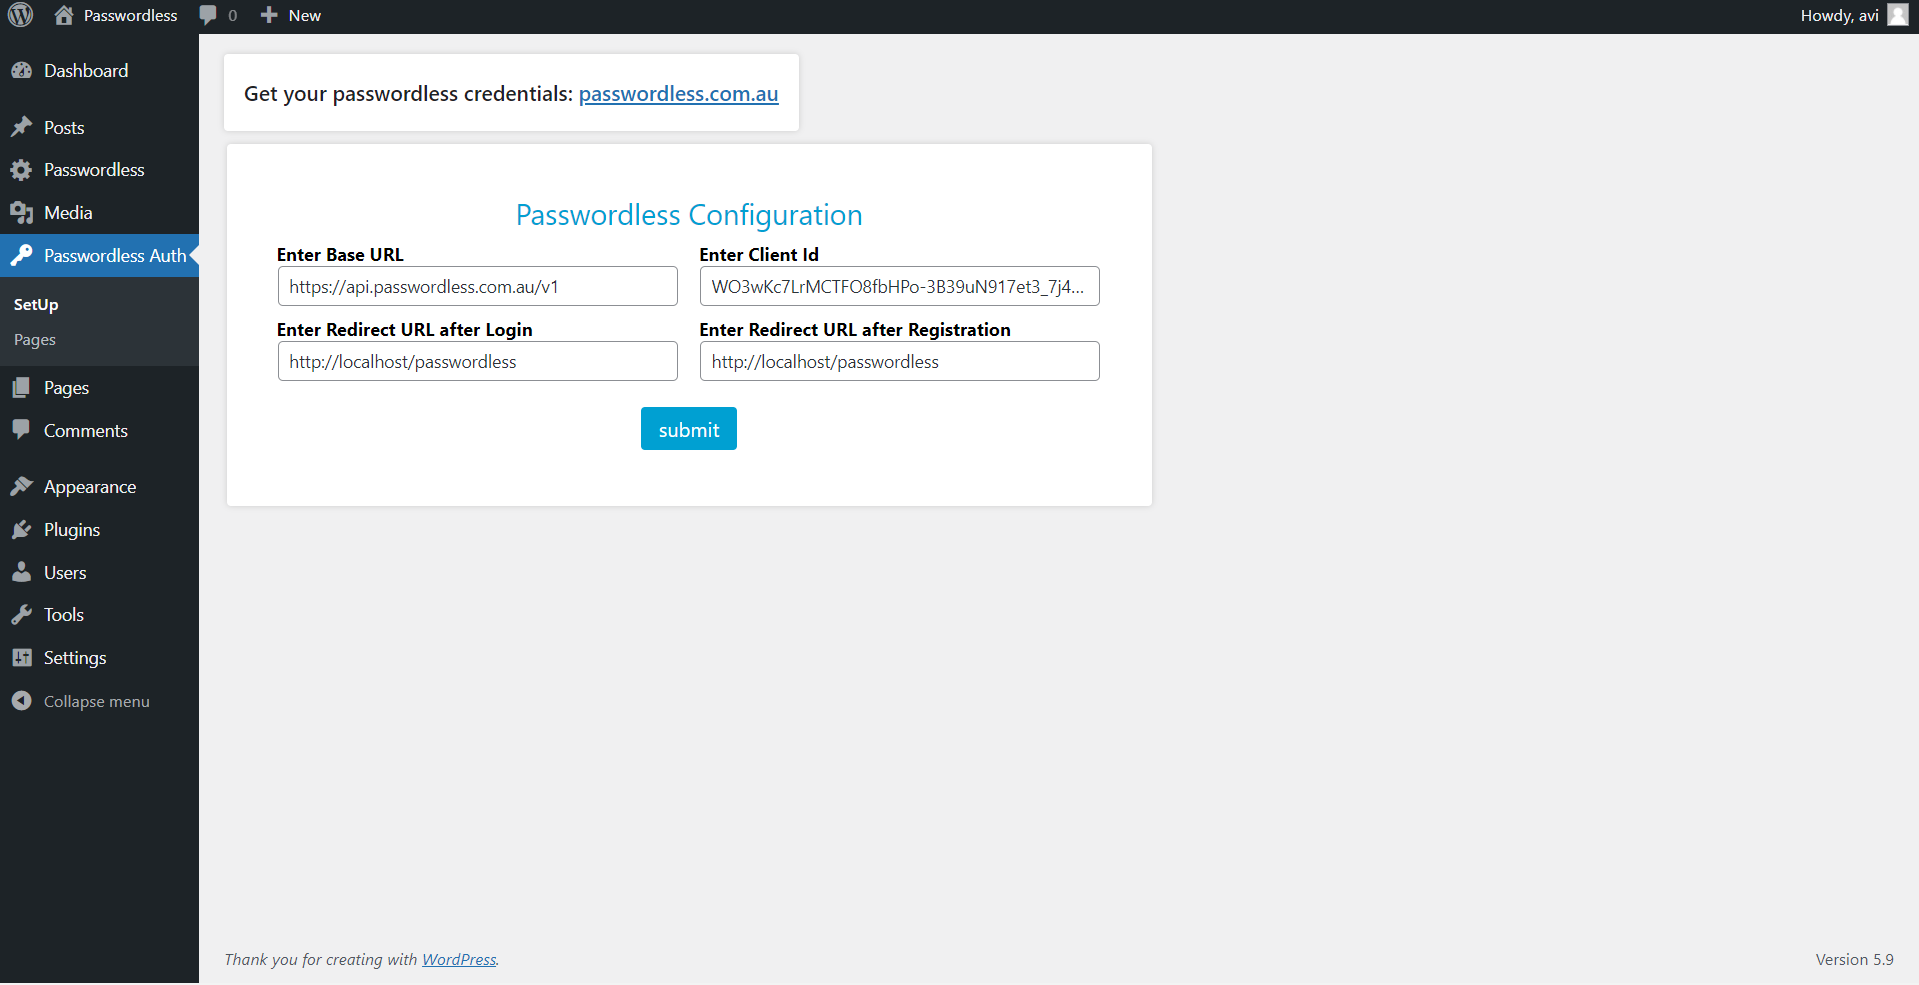 Passwordless 0 New Howdy, avi
Dashboard
Posts
Passwordless
Media
Passwordless Auth
SetUp
Pages
Pages
Comments
Appearance
Plugins
Users
Tools
Settings
Collapse menu
Get your passwordless credentials: passwordless.com.au
Passwordless Configuration
Enter Base URL
https://api.passwordless.com.au/v1
Enter Client Id
WO3wKc7LrMCTFO8fbHPo-3B39uN917et3_7j4...
Enter Redirect URL after Login
http://localhost/passwordless
Enter Redirect URL after Registration
http://localhost/passwordless
submit
Thank you for creating with WordPress.
Version 5.9